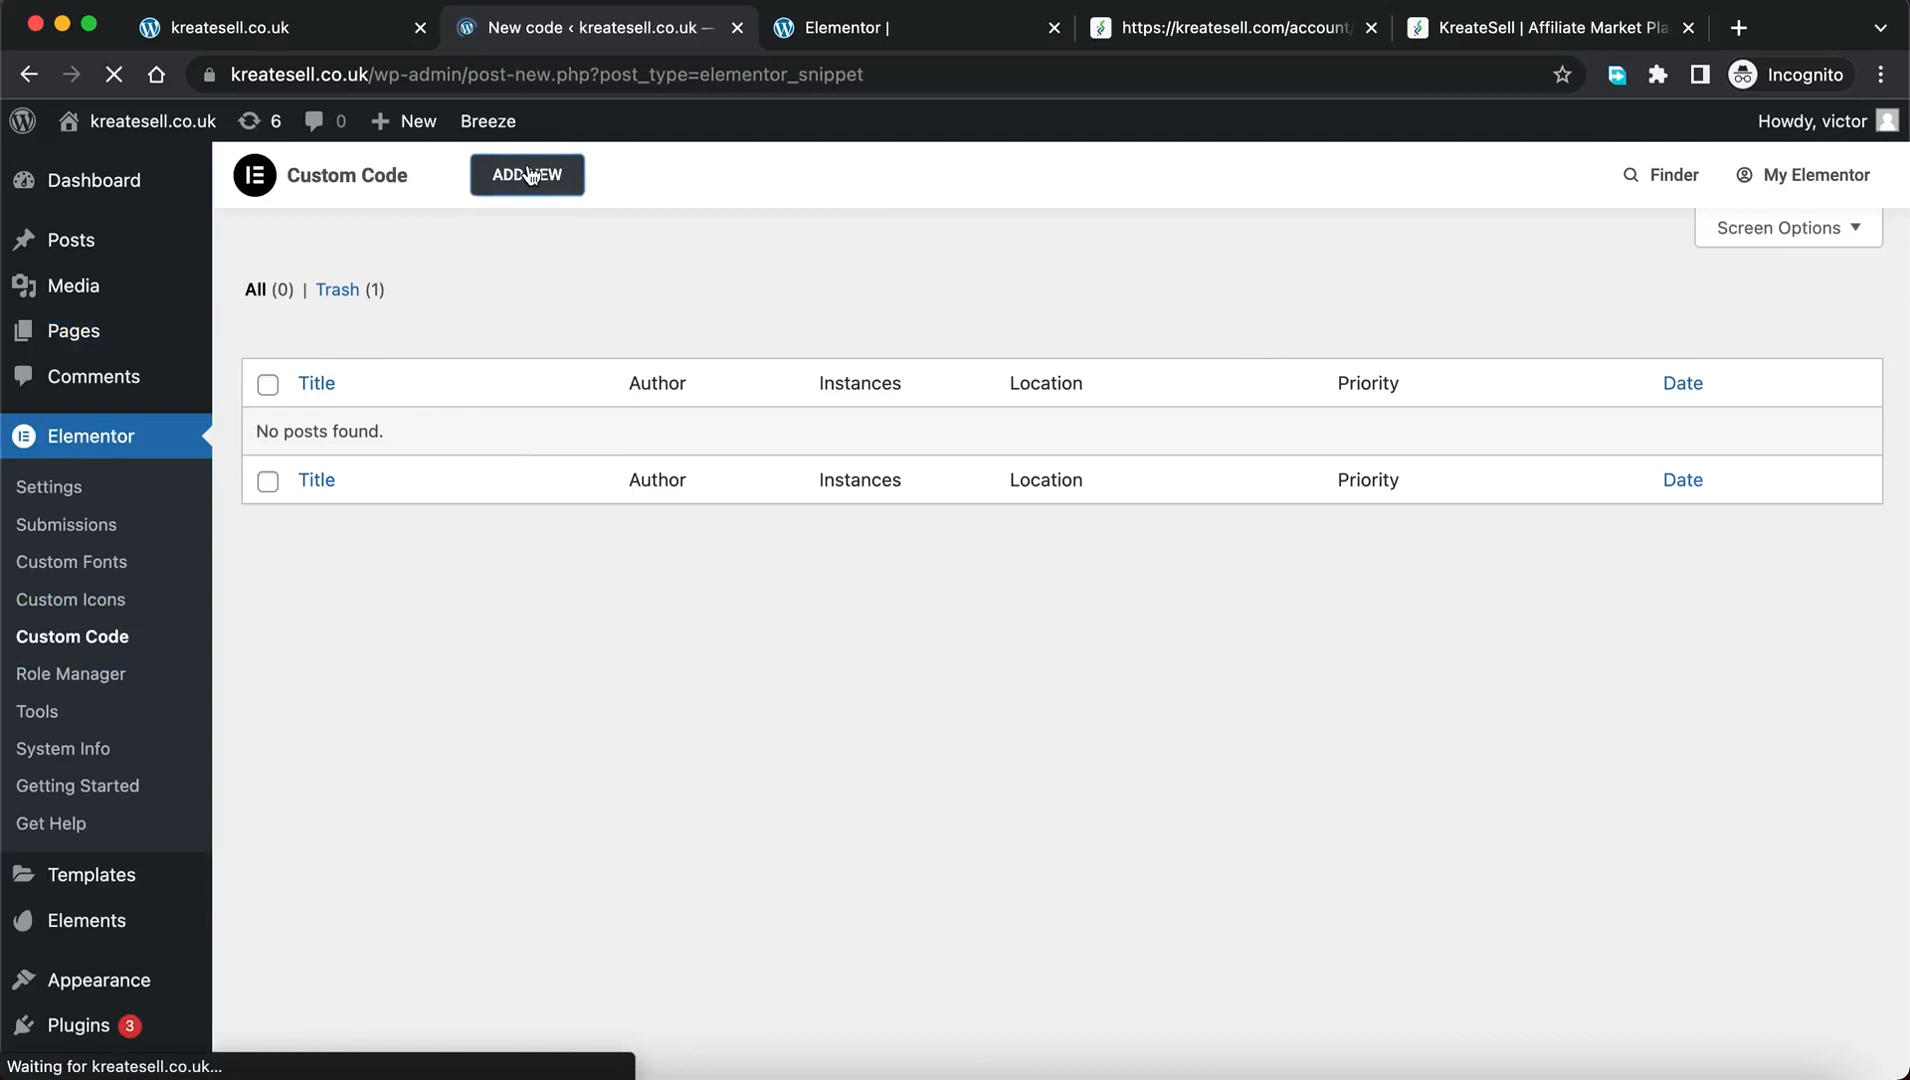 kreatesell.co.uk
New code ‹ kreatesell.co.uk —
Elementor |
https://kreatesell.com/account/
KreateSell | Affiliate Market Pla
kreatesell.co.uk/wp-admin/post-new.php?post_type=elementor_snippet
Incognito
kreatesell.co.uk
6
0
New
Breeze
Howdy, victor
Dashboard
Posts
Media
Pages
Comments
Elementor
Settings
Submissions
Custom Fonts
Custom Icons
Custom Code
Role Manager
Tools
System Info
Getting Started
Get Help
Templates
Elements
Appearance
Plugins 3
Custom Code
ADD NEW
Finder
My Elementor
Screen Options
All (0) | Trash (1)
Title Author Instances Location Priority Date
No posts found.
Title Author Instances Location Priority Date
Waiting for kreatesell.co.uk...